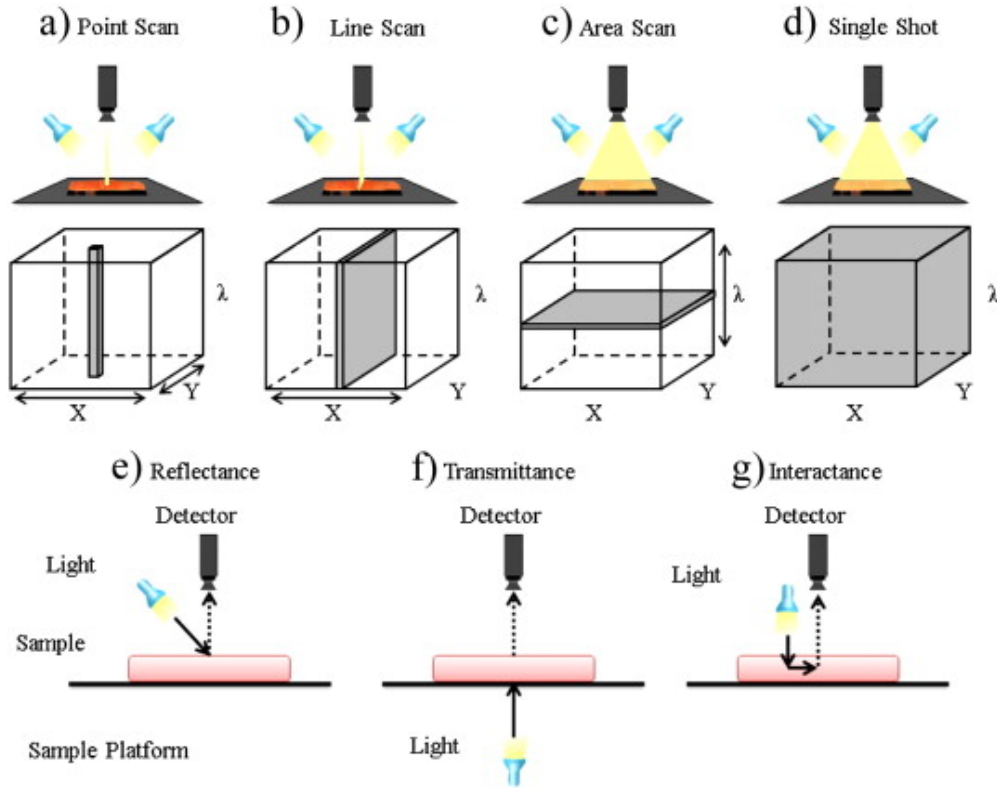 a) Point Scan
b) Line Scan
c) Area Scan
d) Single Shot
λ
Y
X
λ
Y
X
λ
Y
X
λ
Y
X
e) Reflectance
Detector
Light
Sample
Sample Platform
f) Transmittance
Detector
Light
g) Interactance
Detector
Light